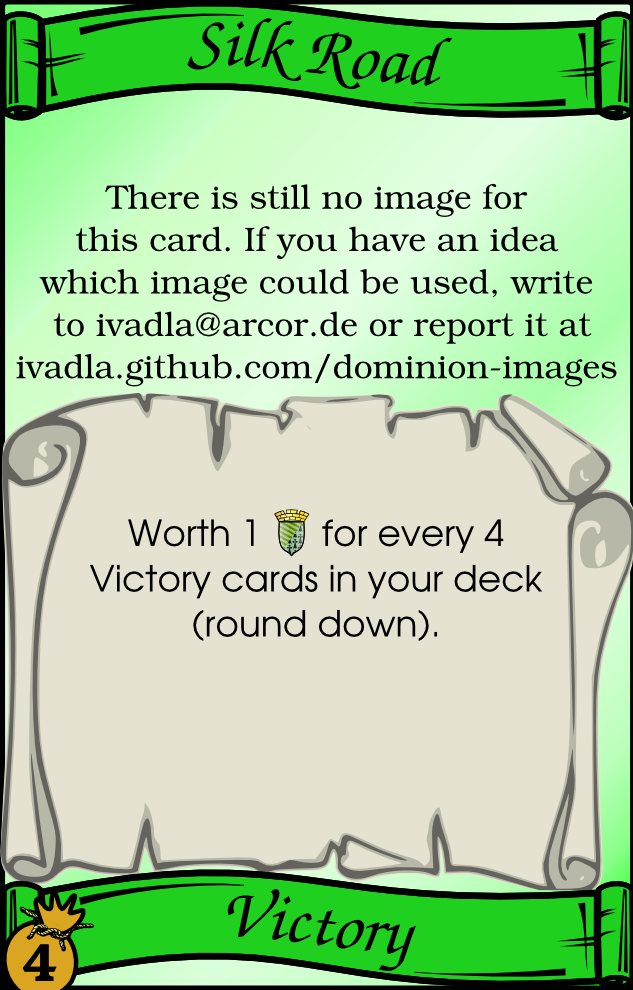 Silk Road
There is still no image for
this card. If you have an idea
which image could be used, write
to ivadla@arcor.de or report it at
ivadla.github.com/dominion-images
Worth 1 for every 4
Victory cards in your deck
(round down).
Victory
4